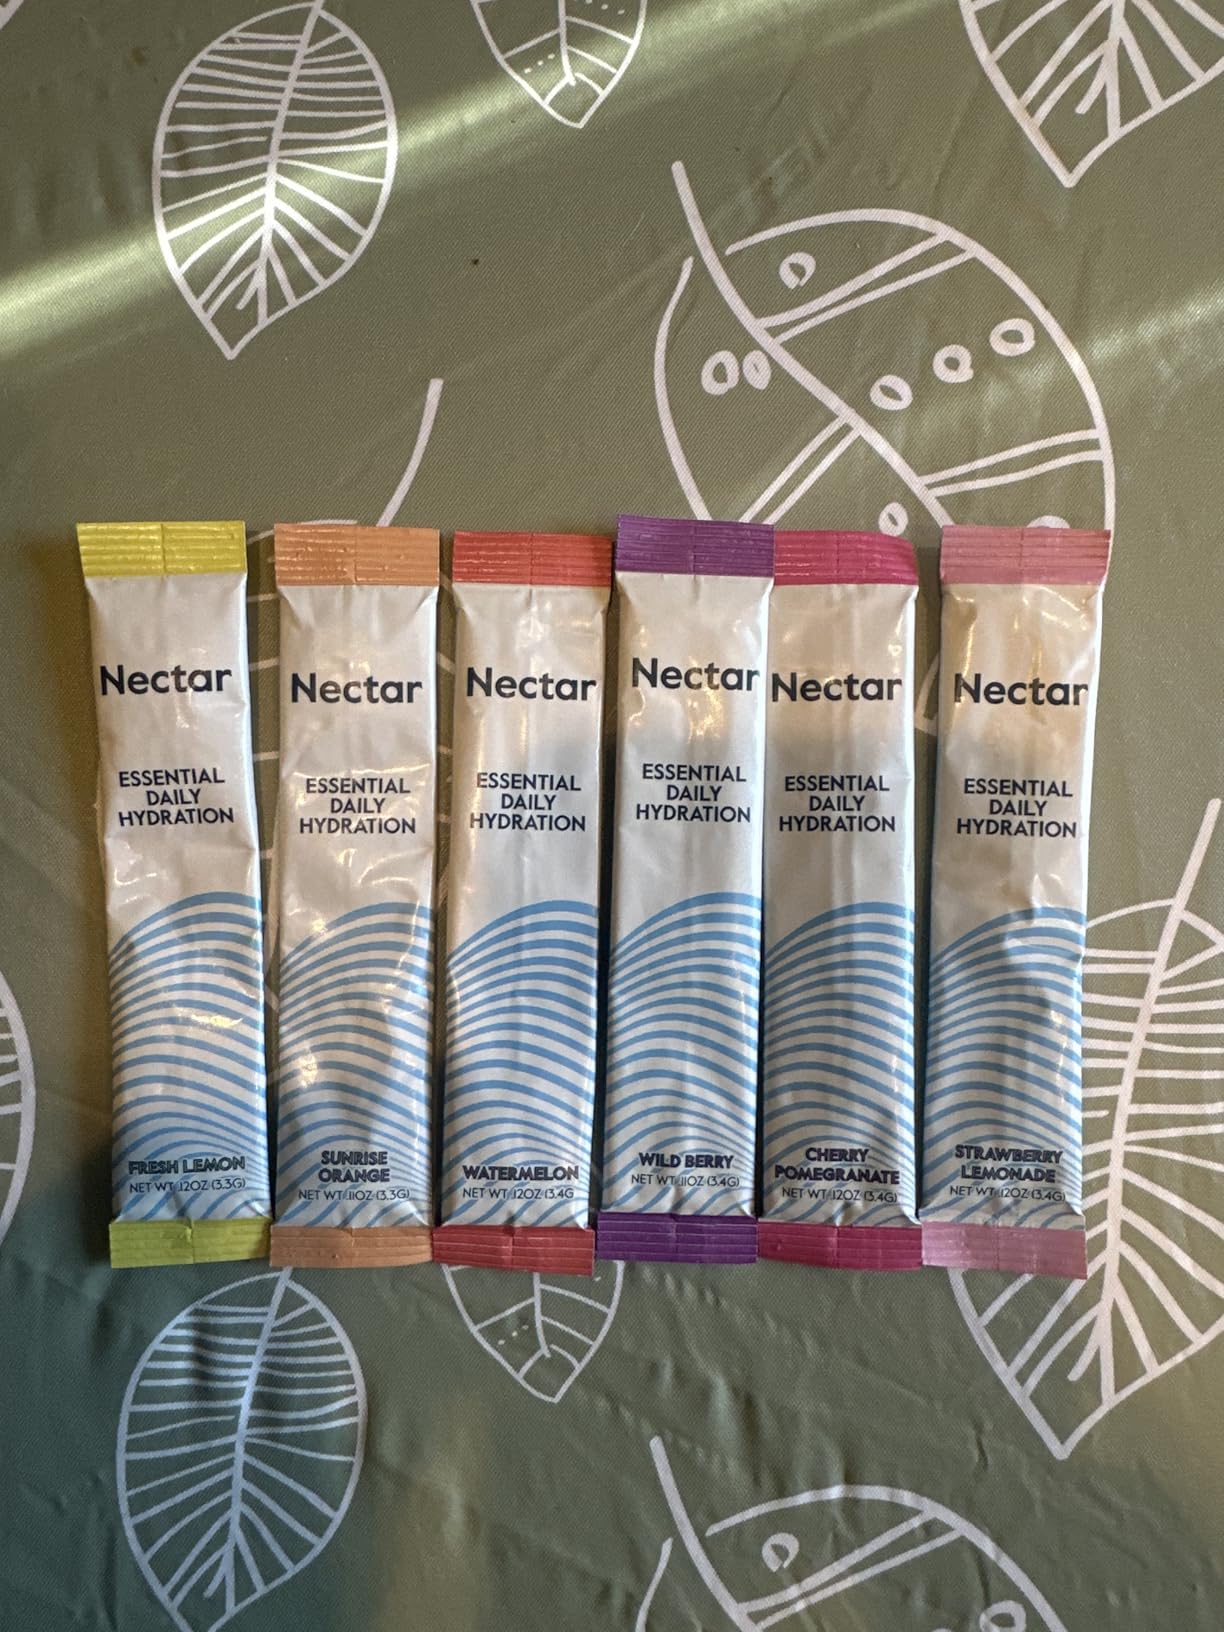 Nectar
ESSENTIAL
DAILY
HYDRATION
FRESH LEMON
NET WT .12OZ (3.3G)
Nectar
ESSENTIAL
DAILY
HYDRATION
SUNRISE
ORANGE
NET WT .11OZ (3.3G)
Nectar
ESSENTIAL
DAILY
HYDRATION
WATERMELON
NET WT .12OZ (3.4G
Nectar
ESSENTIAL
DAILY
HYDRATION
WILD BERRY
NET WT .11OZ (3.4G)
Nectar
ESSENTIAL
DAILY
HYDRATION
CHERRY
POMEGRANATE
NET WT .12OZ (3.4G)
Nectar
ESSENTIAL
DAILY
HYDRATION
STRAWBERRY
LEMONADE
NET WT .12OZ (3.4G)